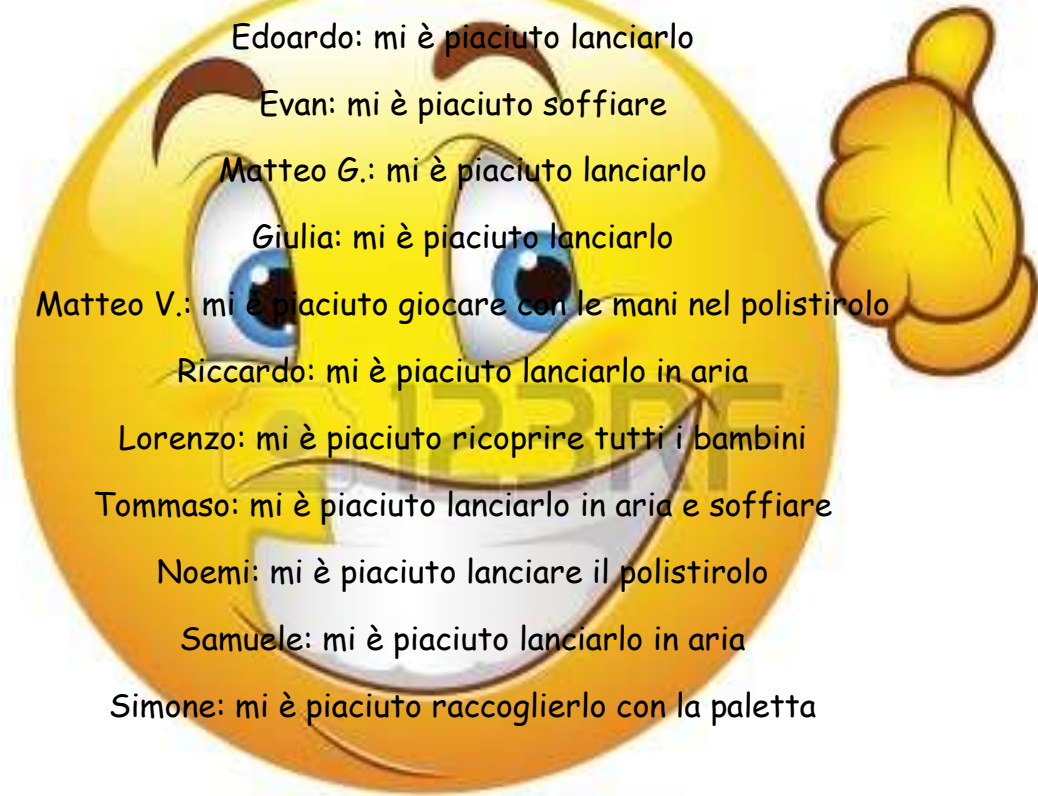 Edoardo: mi è piaciuto lanciarlo
Evan: mi è piaciuto soffiare
Matteo G.: mi è piaciuto lanciarlo
Giulia: mi è piaciuto lanciarlo
Matteo V.: mi è piaciuto giocare con le mani nel polistirolo
Riccardo: mi è piaciuto lanciarlo in aria
123RF
Lorenzo: mi è piaciuto ricoprire tutti i bambini
Tommaso: mi è piaciuto lanciarlo in aria e soffiare
Noemi: mi è piaciuto lanciare il polistirolo
Samuele: mi è piaciuto lanciarlo in aria
Simone: mi è piaciuto raccoglierlo con la paletta